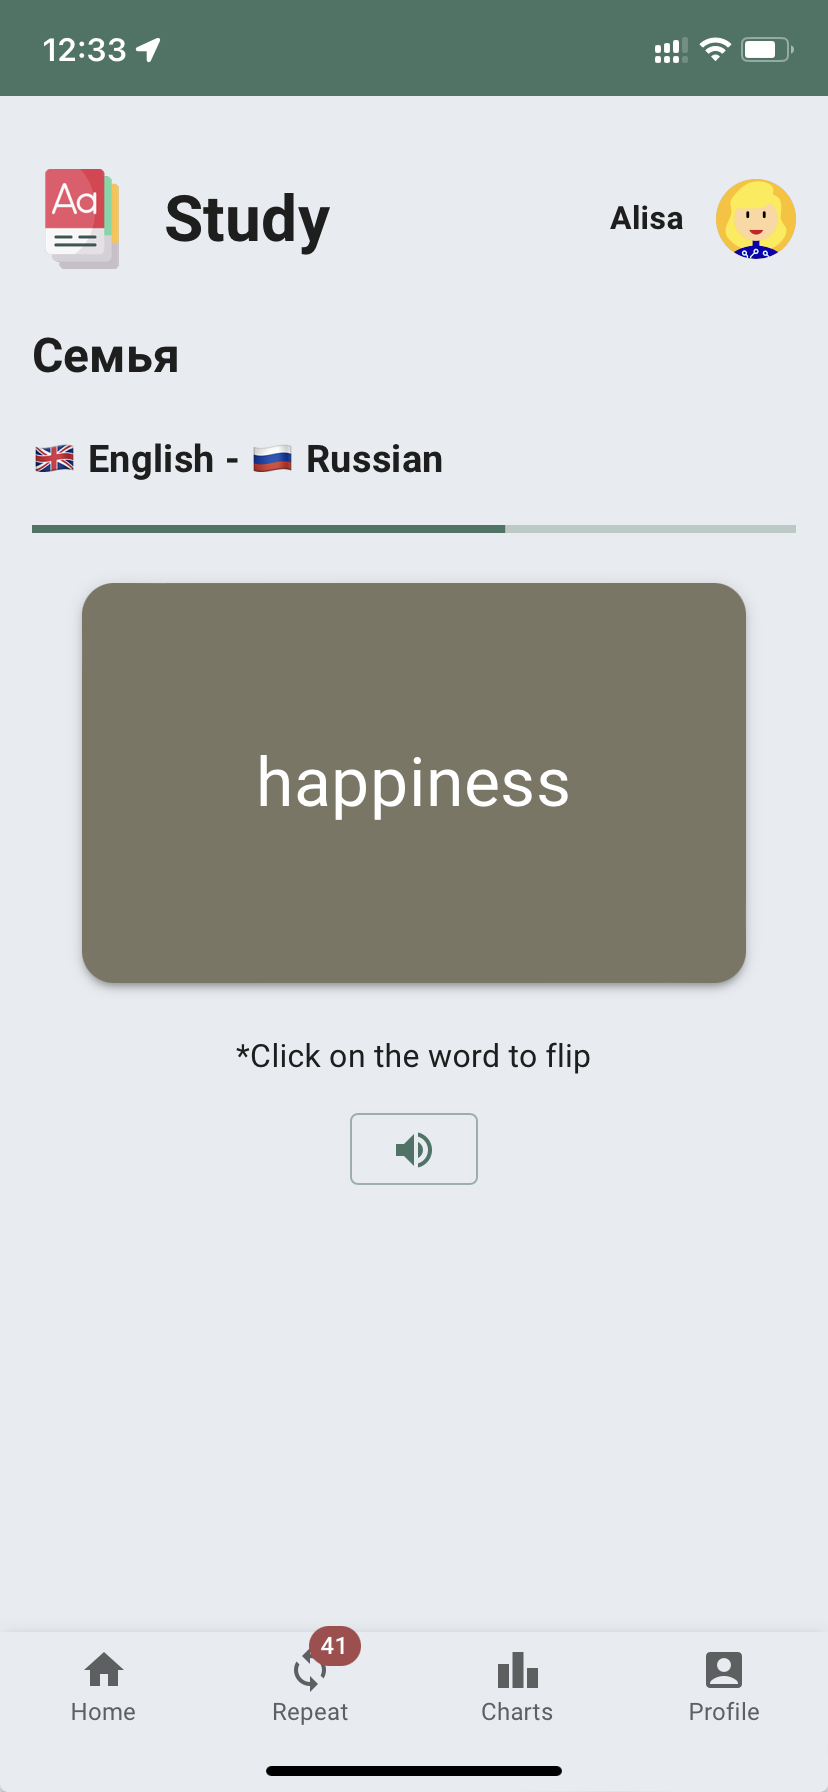 12:33
Aa
Study
Alisa
Семья
🇬🇧 English - 🇷🇺 Russian
happiness
*Click on the word to flip
41
Home
Repeat
Charts
Profile